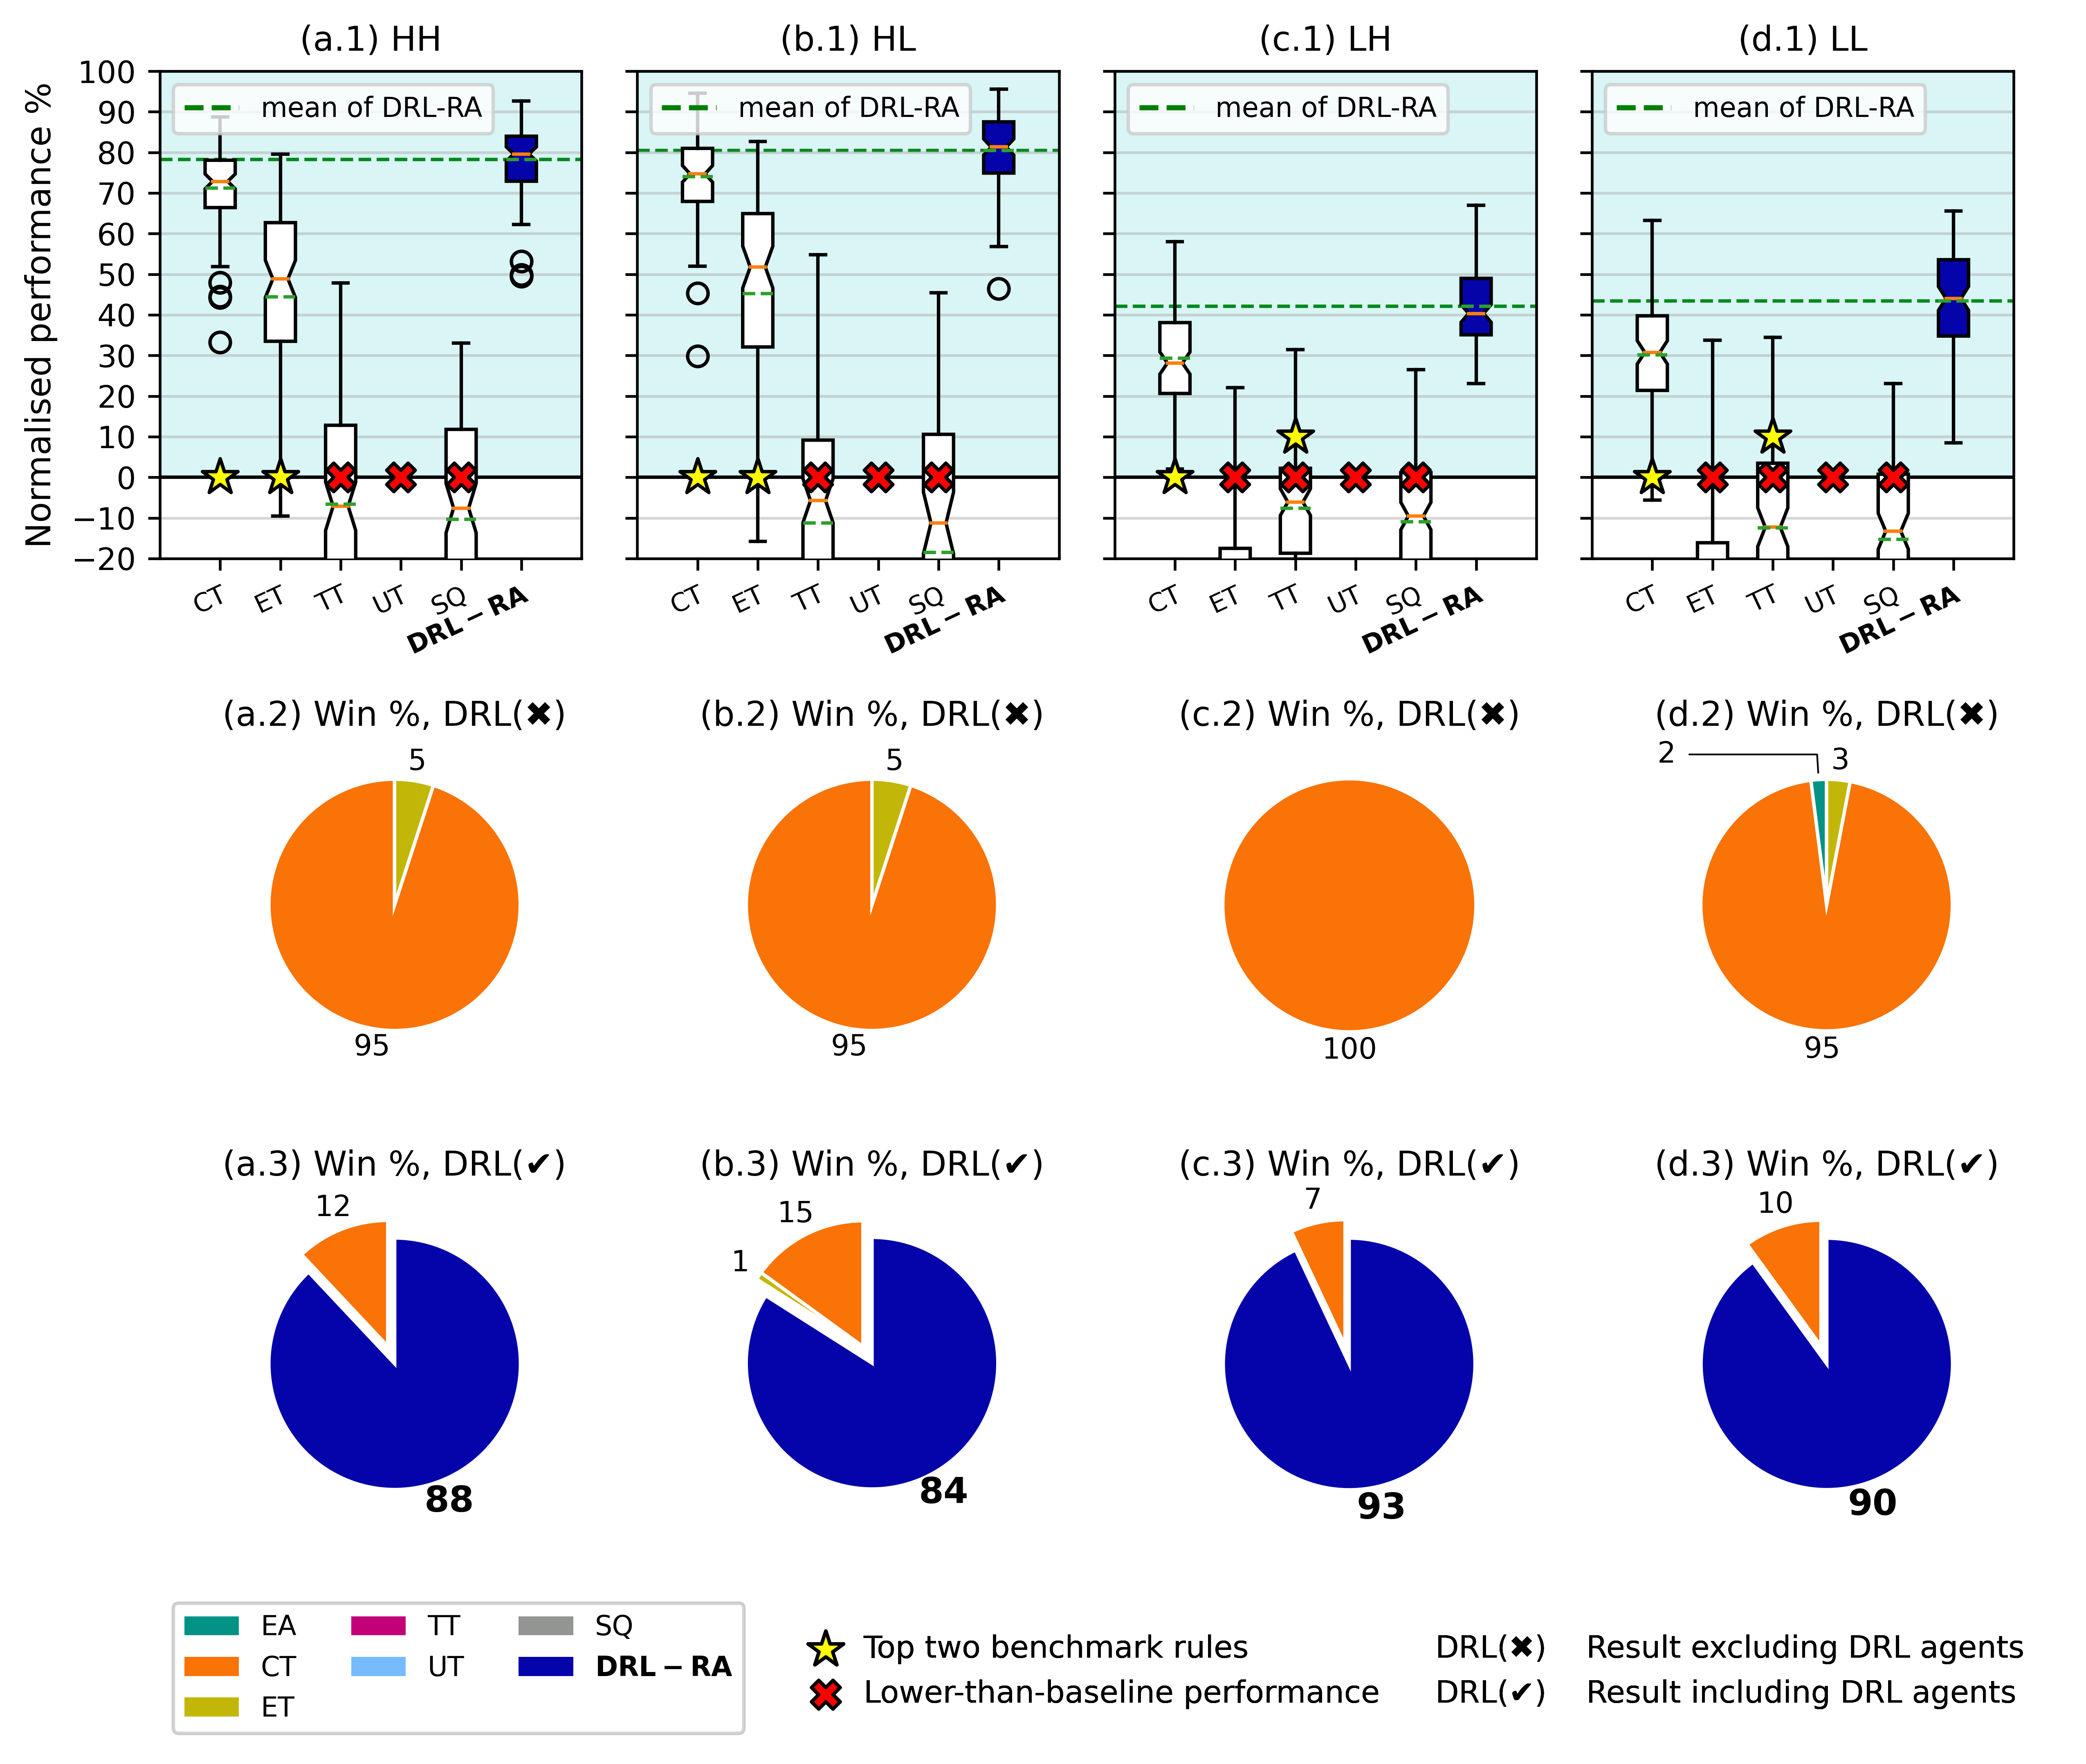 (a.1) HH
(b.1) HL
(c.1) LH
(d.1) LL
Normalised performance %
100
90
80
70
60
50
40
30
20
10
0
−10
−20
mean of DRL-RA
mean of DRL-RA
mean of DRL-RA
mean of DRL-RA
CT ET TT UT SQ DRL − RA
CT ET TT UT SQ DRL − RA
CT ET TT UT SQ DRL − RA
CT ET TT UT SQ DRL − RA
(a.2) Win %, DRL(✖)
(b.2) Win %, DRL(✖)
(c.2) Win %, DRL(✖)
(d.2) Win %, DRL(✖)
5
95
5
95
100
2
3
95
(a.3) Win %, DRL(✔)
(b.3) Win %, DRL(✔)
(c.3) Win %, DRL(✔)
(d.3) Win %, DRL(✔)
12
88
15
1
84
7
93
10
90
EA
CT
ET
TT
UT
SQ
DRL − RA
Top two benchmark rules
Lower-than-baseline performance
DRL(✖) Result excluding DRL agents
DRL(✔) Result including DRL agents